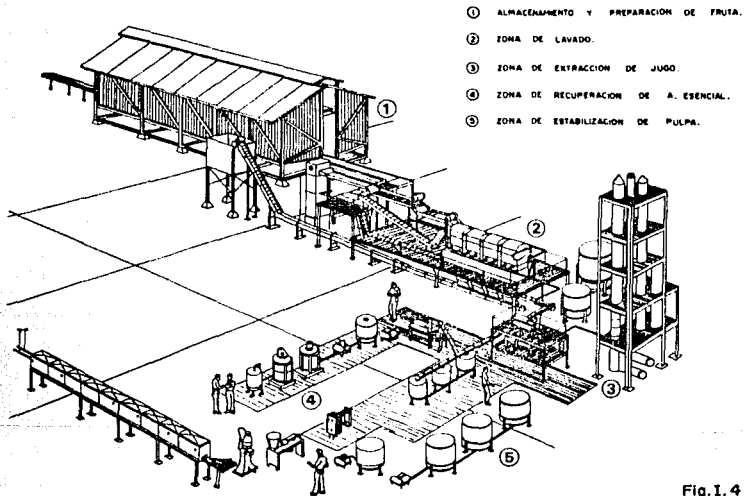 ① ALMACENAMIENTO Y PREPARACION DE FRUTA.
② ZONA DE LAVADO.
③ ZONA DE EXTRACCION DE JUGO.
④ ZONA DE RECUPERACION DE A. ESENCIAL.
⑤ ZONA DE ESTABILIZACION DE PULPA.
①
②
③
④
⑤
Fig. I. 4